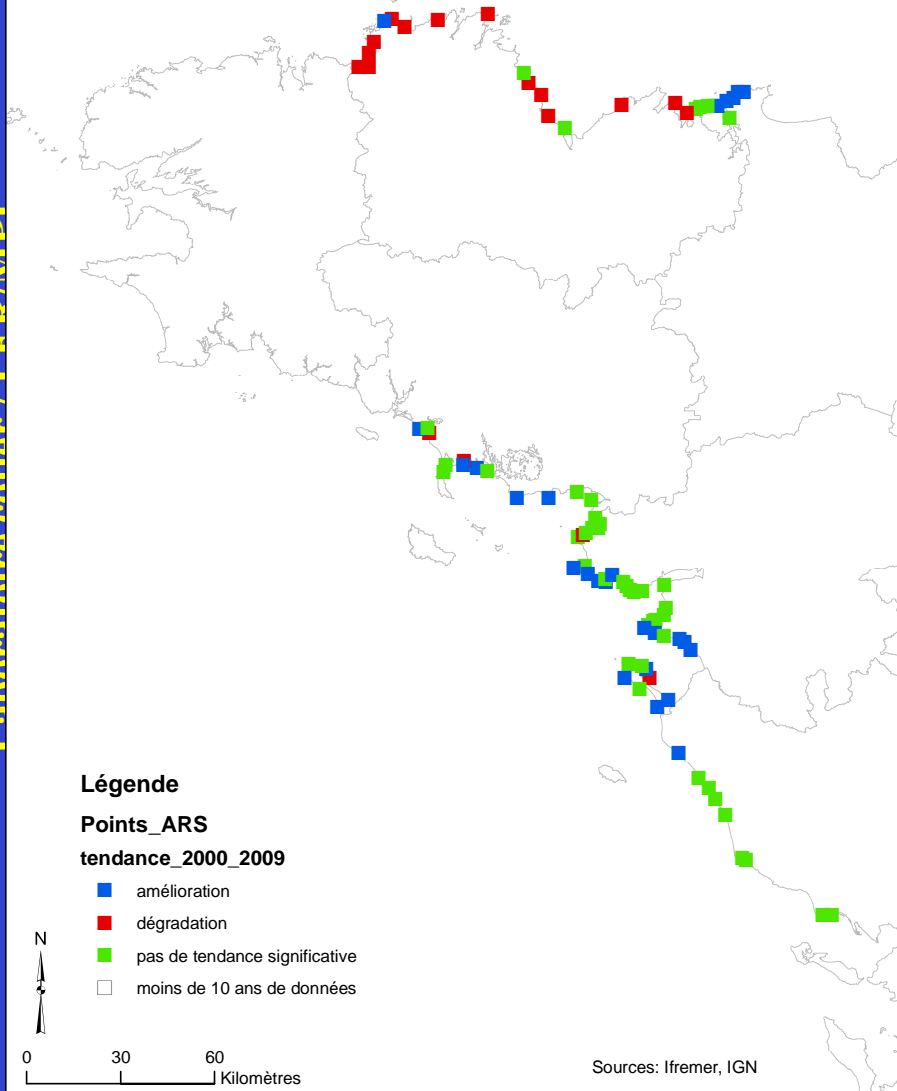 Légende
Points_ARS
tendance_2000_2009
amélioration
dégradation
pas de tendance significative
moins de 10 ans de données
N
0 30 60
Kilomètres
Sources: Ifremer, IGN